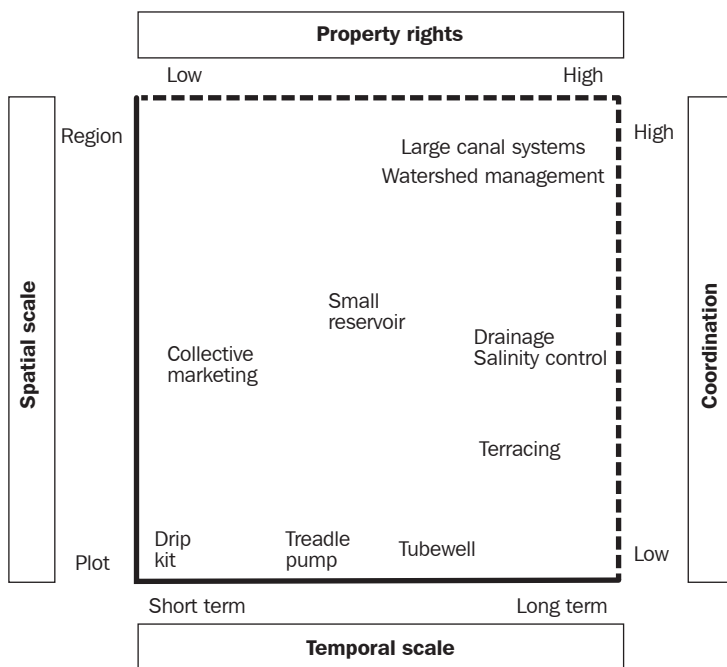 Property rights
Low
High
Region
High
Large canal systems
Watershed management
Spatial scale
Coordination
Small
reservoir
Drainage
Salinity control
Collective
marketing
Terracing
Drip
kit
Treadle
pump
Tubewell
Plot
Low
Short term
Long term
Temporal scale